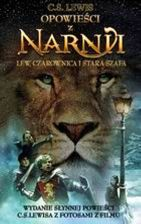 C.S. LEWIS
OPOWIEŚCI
Z
NARNII
LEW, CZAROWNICA I STARA SZAFA
WYDANIE SŁYNNEJ POWIEŚCI
C.S.LEWISA Z FOTOSAMI Z FILMU